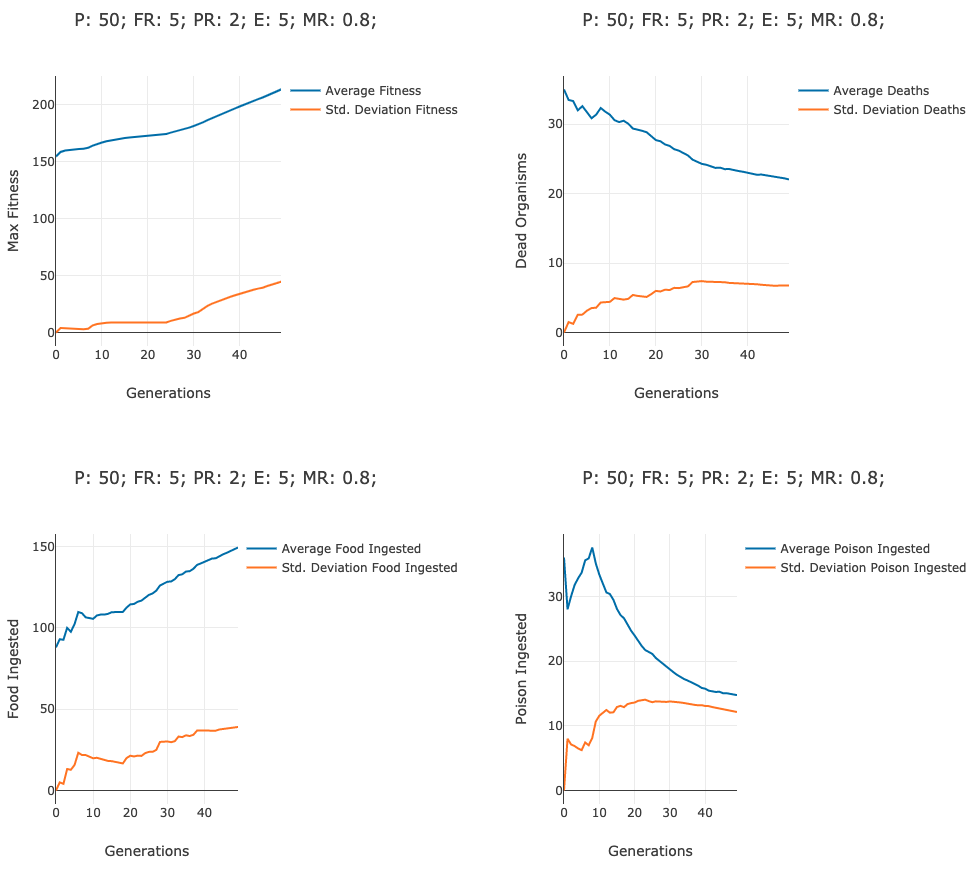 P: 50; FR: 5; PR: 2; E: 5; MR: 0.8;
Average Fitness
Std. Deviation Fitness
Max Fitness
200
150
100
50
0
0 10 20 30 40
Generations
P: 50; FR: 5; PR: 2; E: 5; MR: 0.8;
Average Deaths
Std. Deviation Deaths
Dead Organisms
30
20
10
0
0 10 20 30 40
Generations
P: 50; FR: 5; PR: 2; E: 5; MR: 0.8;
Average Food Ingested
Std. Deviation Food Ingested
Food Ingested
150
100
50
0
0 10 20 30 40
Generations
P: 50; FR: 5; PR: 2; E: 5; MR: 0.8;
Average Poison Ingested
Std. Deviation Poison Ingested
Poison Ingested
30
20
10
0
0 10 20 30 40
Generations